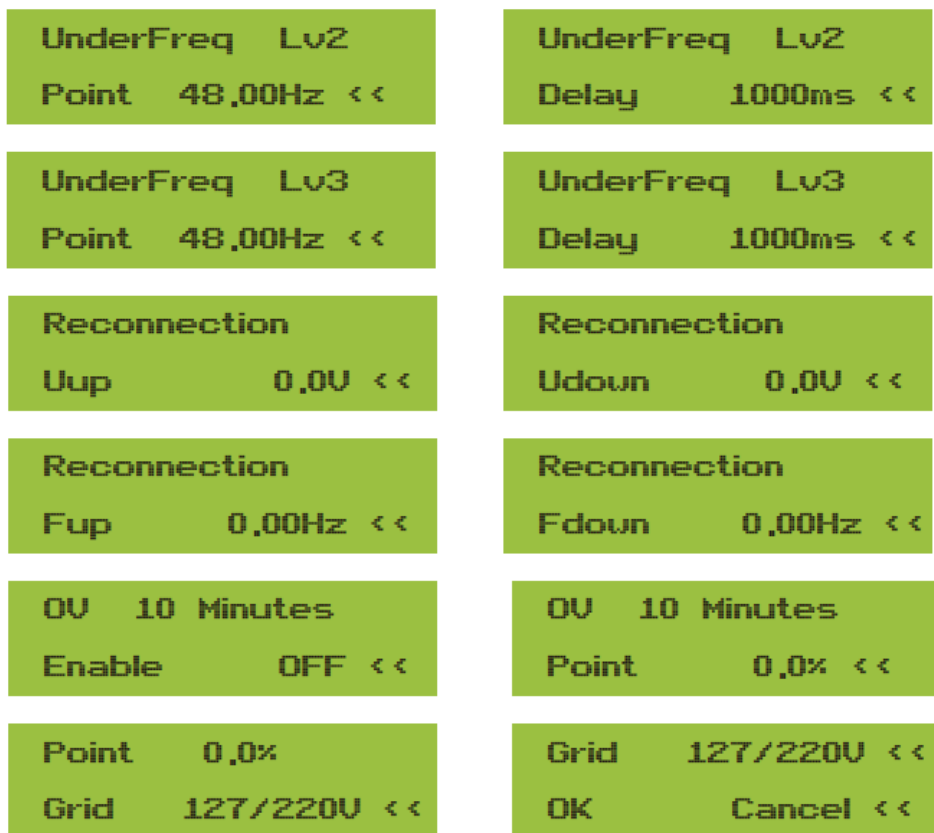 UnderFreq Lv2
Point 48.00Hz <<
UnderFreq Lv2
Delay 1000ms <<
UnderFreq Lv3
Point 48.00Hz <<
UnderFreq Lv3
Delay 1000ms <<
Reconnection
Uup 0.0V <<
Reconnection
Udown 0.0V <<
Reconnection
Fup 0.00Hz <<
Reconnection
Fdown 0.00Hz <<
OV 10 Minutes
Enable OFF <<
OV 10 Minutes
Point 0.0% <<
Point 0.0%
Grid 127/220V <<
Grid 127/220V <<
OK Cancel <<